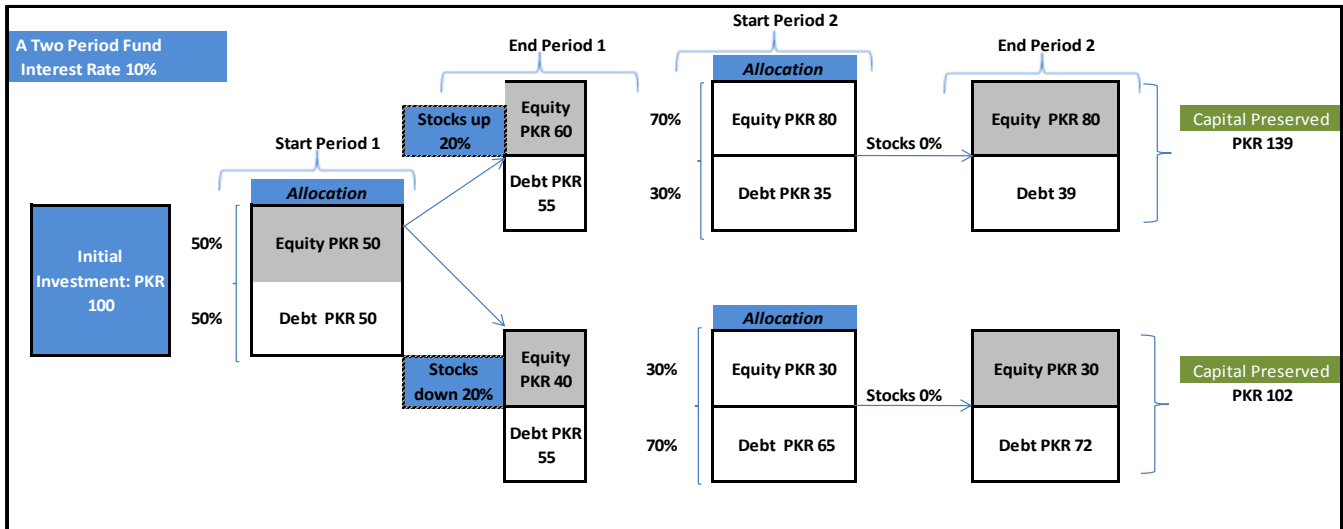 A Two Period Fund
Interest Rate 10%
Start Period 2
End Period 1
End Period 2
Allocation
Stocks up
20%
Equity
PKR 60
70%
Equity PKR 80
Equity PKR 80
Capital Preserved
PKR 139
Stocks 0%
Start Period 1
Debt PKR
55
30%
Debt PKR 35
Debt 39
Allocation
Initial
Investment: PKR
100
50%
Equity PKR 50
50%
Debt PKR 50
Allocation
Stocks
down 20%
Equity
PKR 40
30%
Equity PKR 30
Equity PKR 30
Capital Preserved
PKR 102
Stocks 0%
Debt PKR
55
70%
Debt PKR 65
Debt PKR 72